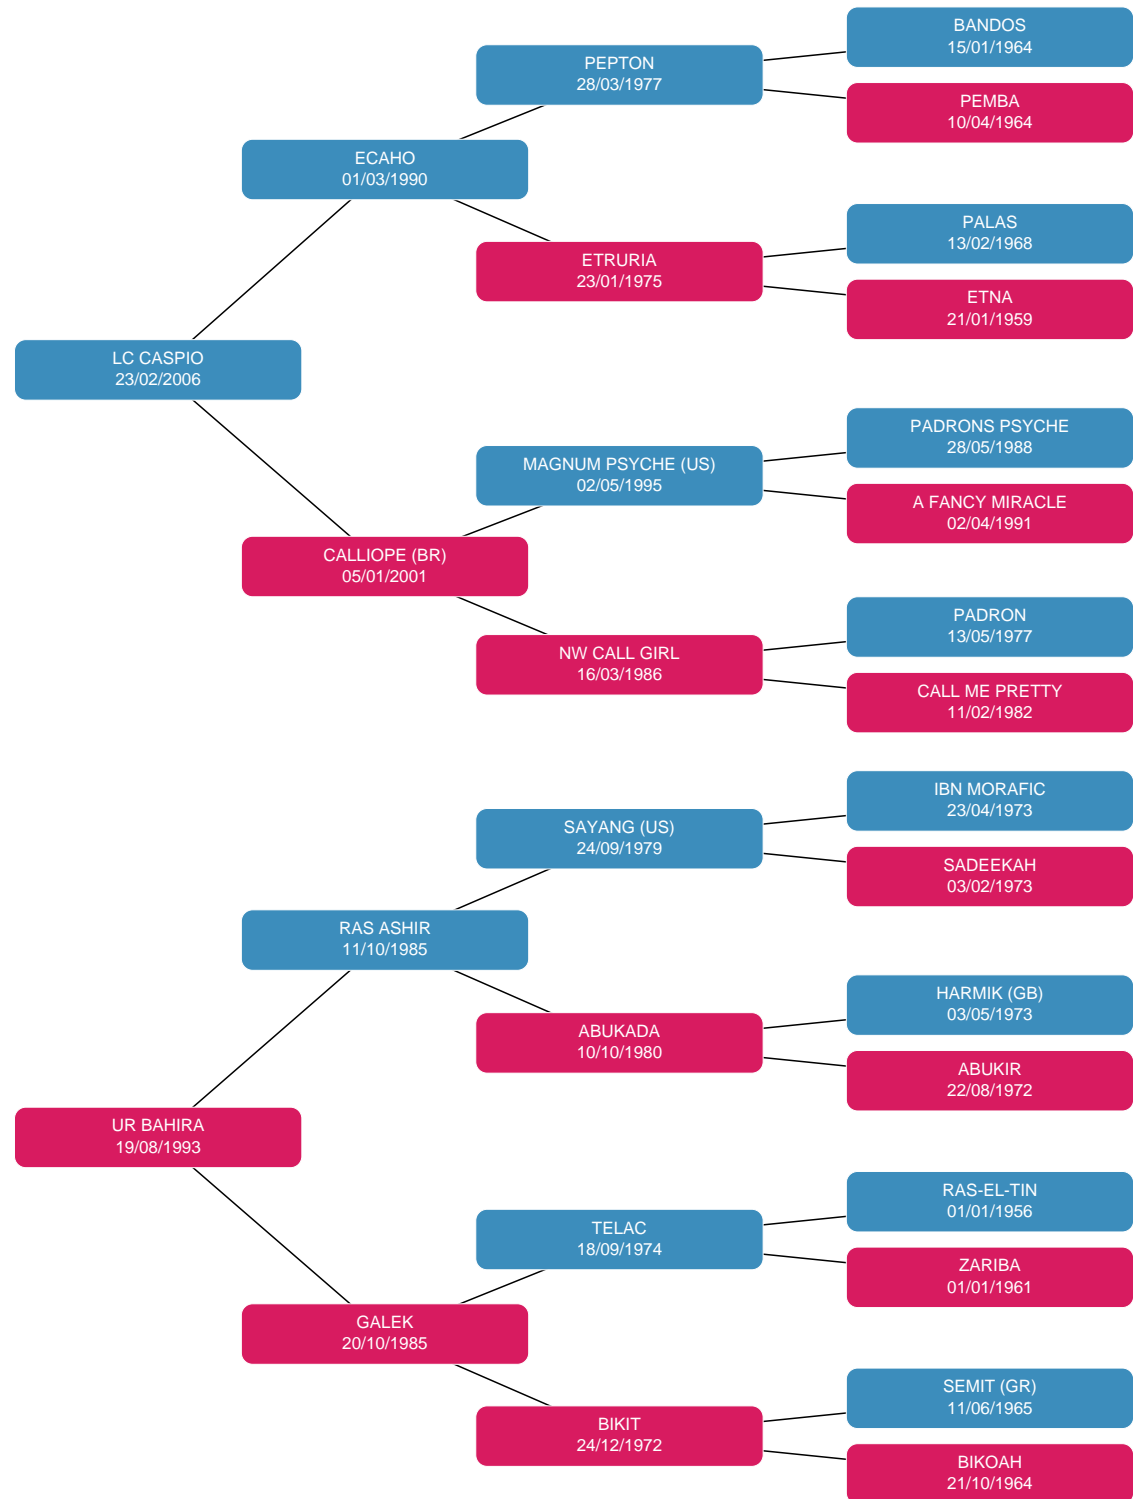 BANDOS
15/01/1964
PEPTON
28/03/1977
PEMBA
10/04/1964
ECAHO
01/03/1990
PALAS
13/02/1968
ETRURIA
23/01/1975
ETNA
21/01/1959
LC CASPIO
23/02/2006
PADRONS PSYCHE
28/05/1988
MAGNUM PSYCHE (US)
02/05/1995
A FANCY MIRACLE
02/04/1991
CALLIOPE (BR)
05/01/2001
PADRON
13/05/1977
NW CALL GIRL
16/03/1986
CALL ME PRETTY
11/02/1982
IBN MORAFIC
23/04/1973
SAYANG (US)
24/09/1979
SADEEKAH
03/02/1973
RAS ASHIR
11/10/1985
HARMIK (GB)
03/05/1973
ABUKADA
10/10/1980
ABUKIR
22/08/1972
UR BAHIRA
19/08/1993
RAS-EL-TIN
01/01/1956
TELAC
18/09/1974
ZARIBA
01/01/1961
GALEK
20/10/1985
SEMIT (GR)
11/06/1965
BIKIT
24/12/1972
BIKOAH
21/10/1964